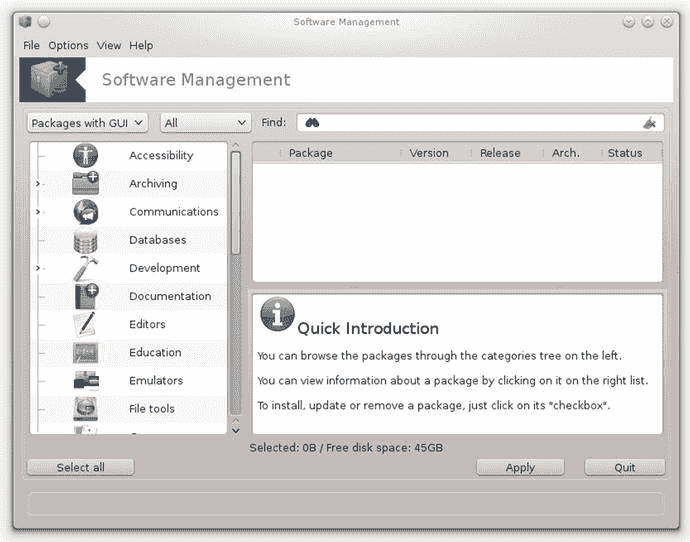 Software Management
File Options View Help
Software Management
Packages with GUI All Find:
Accessibility
Archiving
Communications
Databases
Development
Documentation
Editors
Education
Emulators
File tools
Package Version Release Arch. Status
Quick Introduction
You can browse the packages through the categories tree on the left.
You can view information about a package by clicking on it on the right list.
To install, update or remove a package, just click on its "checkbox".
Selected: 0B / Free disk space: 45GB
Select all Apply Quit